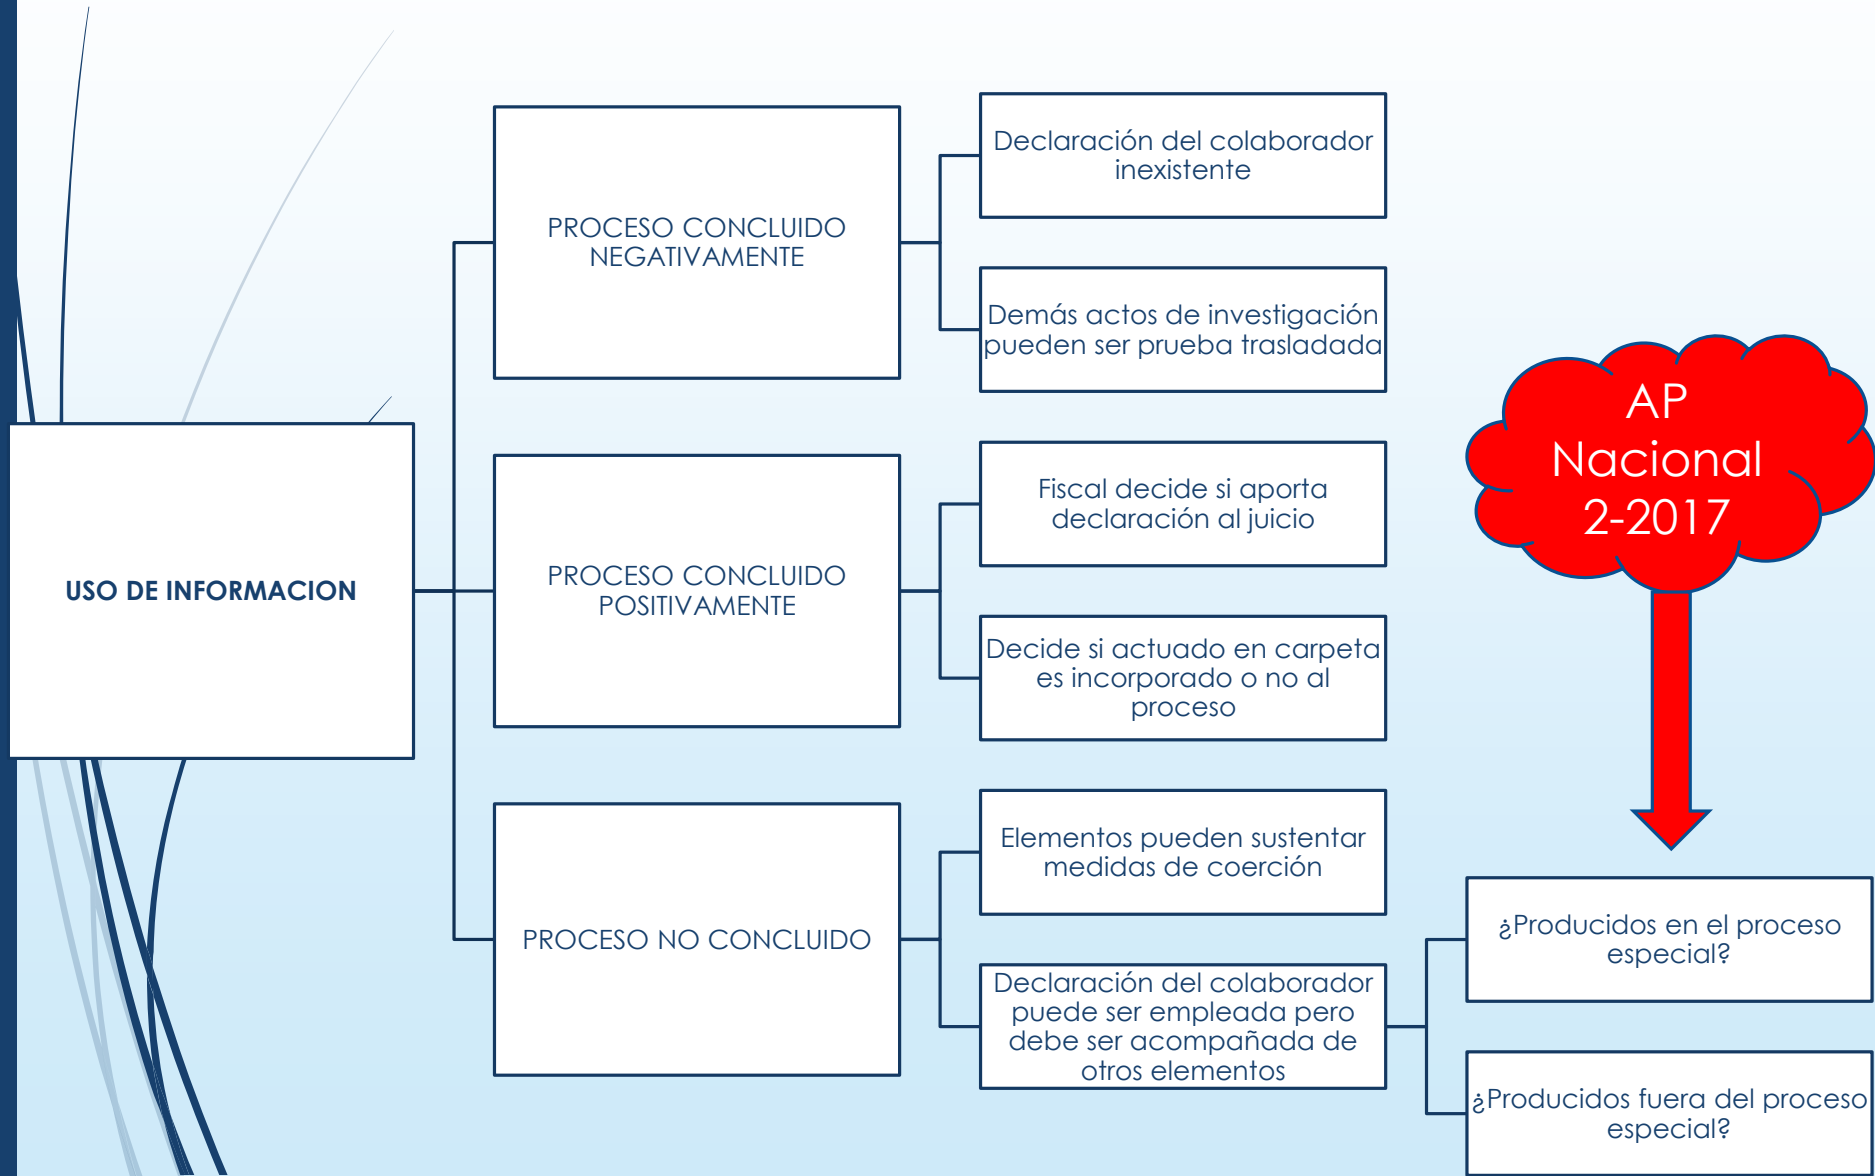 USO DE INFORMACION
PROCESO CONCLUIDO
NEGATIVAMENTE
Declaración del colaborador
inexistente
Demás actos de investigación
pueden ser prueba trasladada
PROCESO CONCLUIDO
POSITIVAMENTE
Fiscal decide si aporta
declaración al juicio
Decide si actuado en carpeta
es incorporado o no al
proceso
PROCESO NO CONCLUIDO
Elementos pueden sustentar
medidas de coerción
Declaración del colaborador
puede ser empleada pero
debe ser acompañada de
otros elementos
AP
Nacional
2-2017
¿Producidos en el proceso
especial?
¿Producidos fuera del proceso
especial?